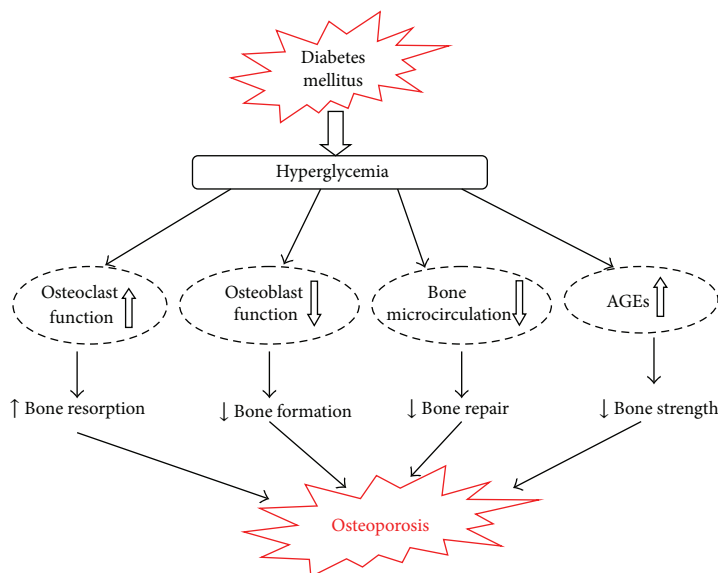 Diabetes
mellitus
Hyperglycemia
Osteoclast
function
Osteoblast
function
Bone
microcirculation
AGEs
↑ Bone resorption
↓ Bone formation
↓ Bone repair
↓ Bone strength
Osteoporosis